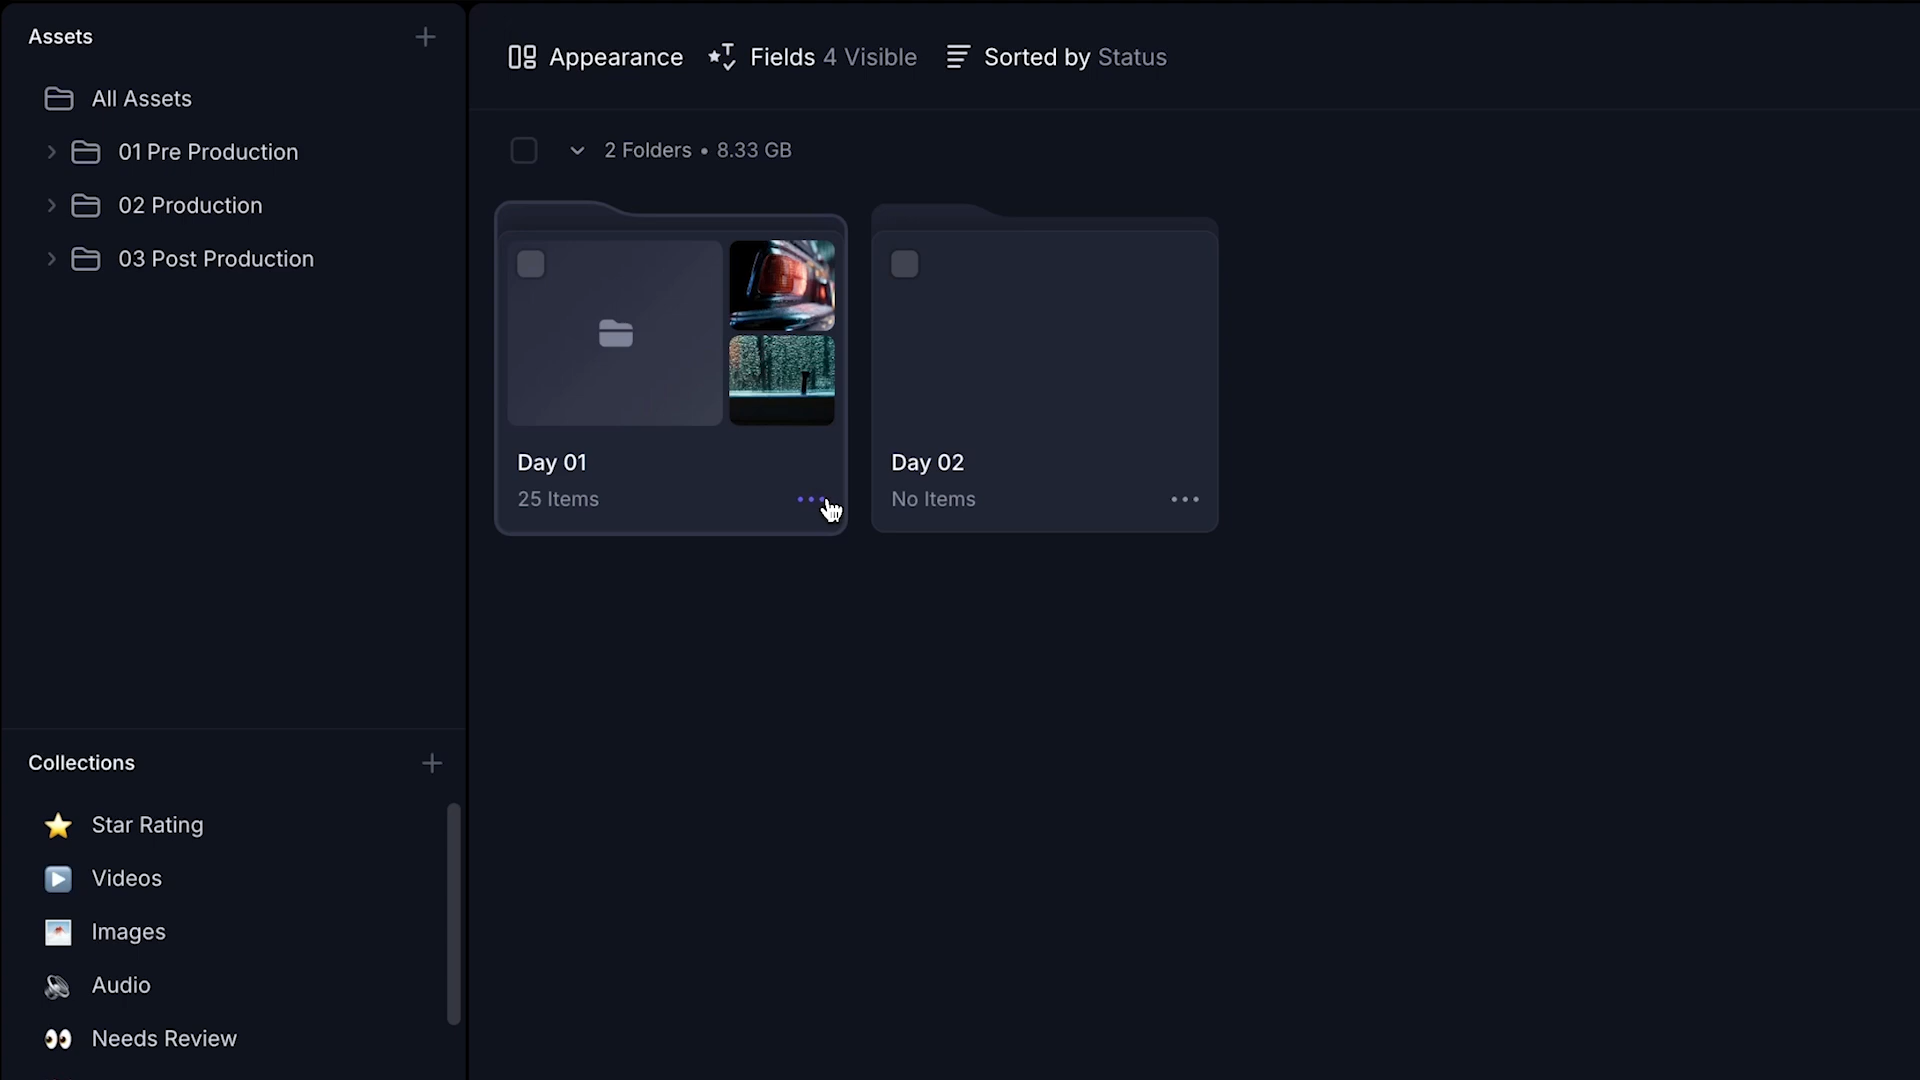 Assets
All Assets
01 Pre Production
02 Production
03 Post Production
Collections
Star Rating
Videos
Images
Audio
Needs Review
Appearance
Fields 4 Visible
Sorted by Status
2 Folders • 8.33 GB
Day 01
25 Items
Day 02
No Items